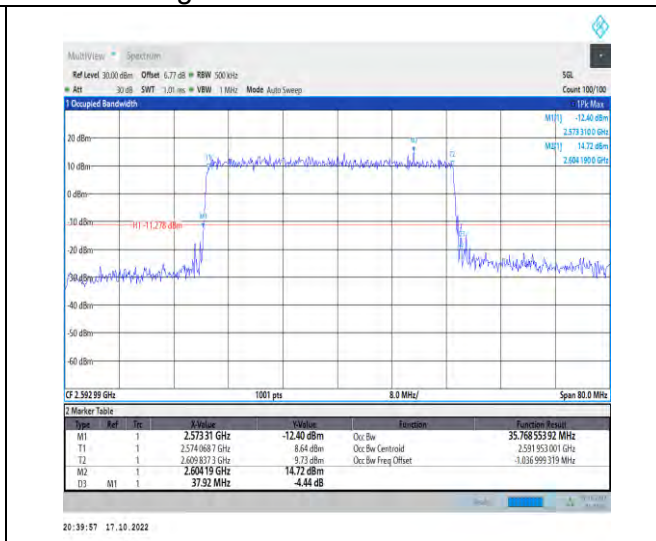 MultiView Spectrum
Ref Level 30.00 dBm Offset 6.77 dB RBW 500 kHz SGL
Att 30 dB SWT 1.01 ms VBW 1 MHz Mode Auto Sweep Count 100/100
1 Occupied Bandwidth 1Pk Max
M1[1] -12.40 dBm
2.573 310 0 GHz
M2[1] 14.72 dBm
2.604 190 0 GHz
20 dBm
M2
T1 T2
10 dBm
0 dBm
M1
-10 dBm
H1 -11.278 dBm
D3
-20 dBm
-30 dBm
-40 dBm
-50 dBm
-60 dBm
CF 2.592 99 GHz 1001 pts 8.0 MHz/ Span 80.0 MHz
2 Marker Table
Type Ref Trc X-Value Y-Value Function Function Result
M1 1 2.573 31 GHz -12.40 dBm Occ Bw 35.768 553 92 MHz
T1 1 2.574 068 7 GHz 8.64 dBm Occ Bw Centroid 2.591 953 001 GHz
T2 1 2.609 837 3 GHz 9.73 dBm Occ Bw Freq Offset -1.036 999 319 MHz
M2 1 2.604 19 GHz 14.72 dBm
D3 M1 1 37.92 MHz -4.44 dB
20:39:57 17.10.2022